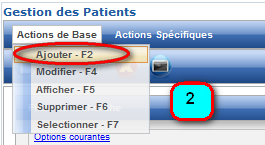 Gestion des Patients
Actions de Base Actions Spécifiques
Ajouter - F2
Modifier - F4
Afficher - F5
Supprimer - F6
Selectionner - F7
2
Options courantes